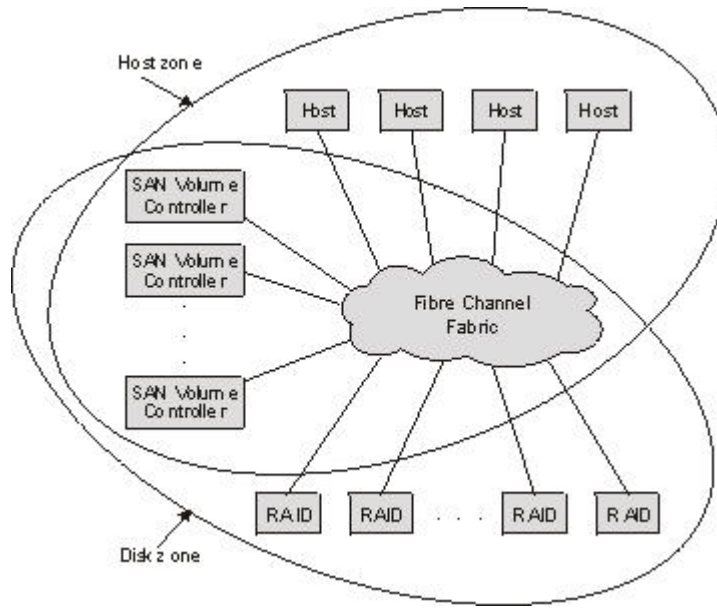 Host zone
Host
Host
Host
Host
SAN Volume
Controller
SAN Volume
Controller
.
.
.
SAN Volume
Controller
Fibre Channel
Fabric
RAID
RAID
. . .
RAID
RAID
Disk zone